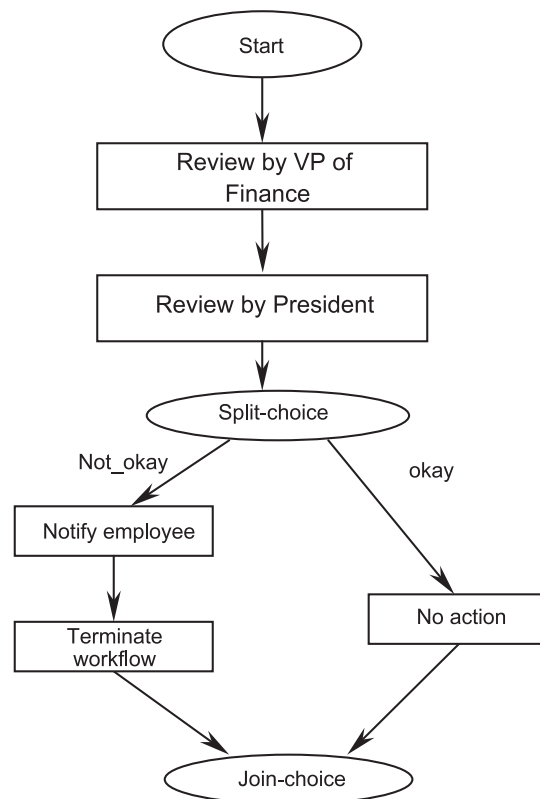 Start
Review by VP of
Finance
Review by President
Split-choice
Not_okay
okay
Notify employee
No action
Terminate
workflow
Join-choice